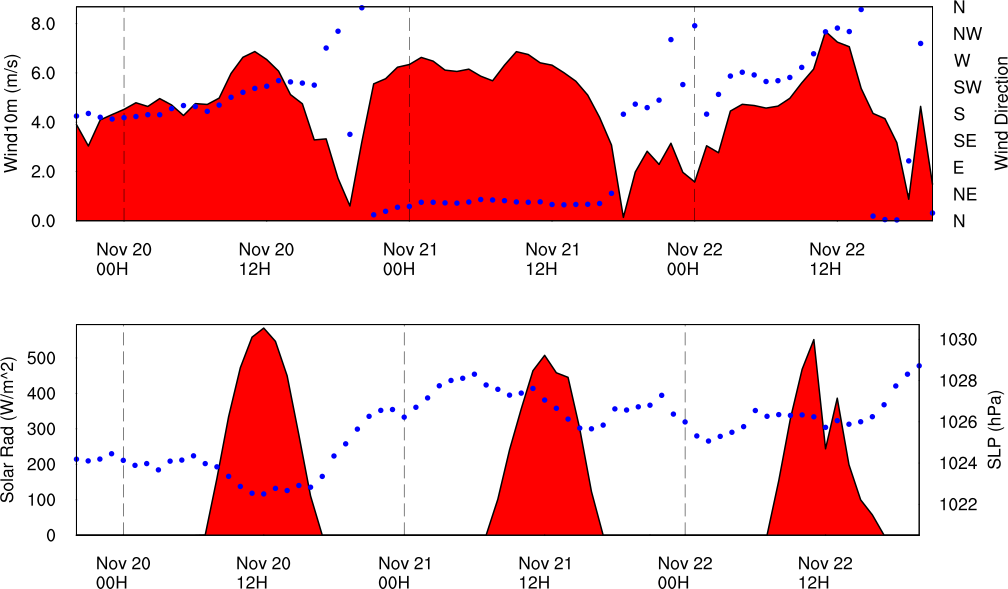 Wind10m (m/s)
8.0
6.0
4.0
2.0
0.0
N
NW
W
SW
S
SE
E
NE
N
Wind Direction
Nov 20
00H
Nov 20
12H
Nov 21
00H
Nov 21
12H
Nov 22
00H
Nov 22
12H
Solar Rad (W/m^2)
500
400
300
200
100
0
1030
1028
1026
1024
1022
SLP (hPa)
Nov 20
00H
Nov 20
12H
Nov 21
00H
Nov 21
12H
Nov 22
00H
Nov 22
12H